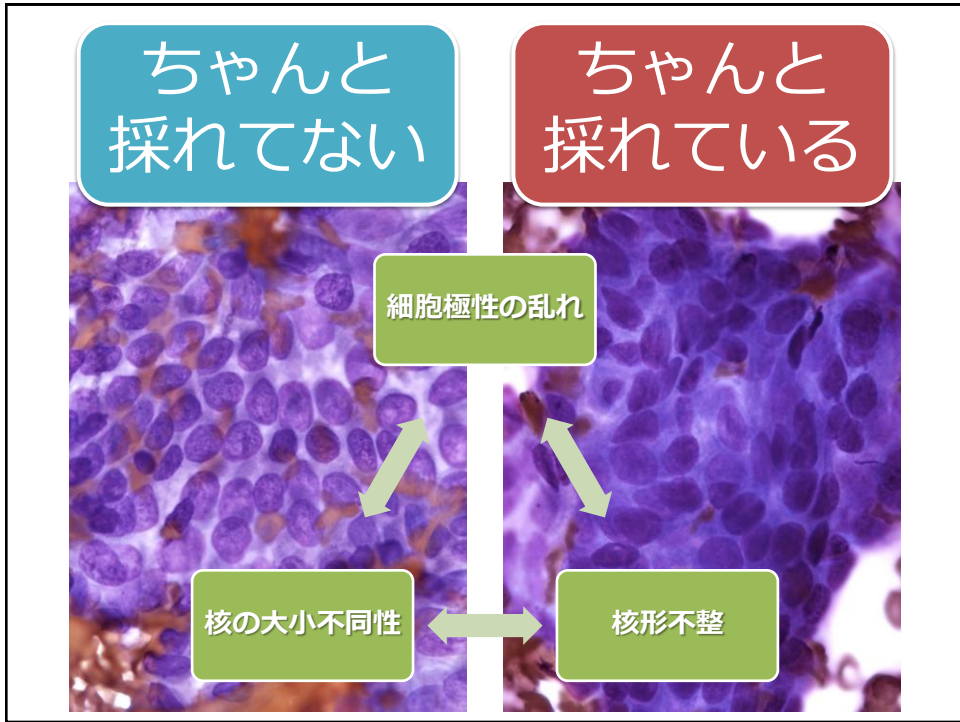 ちゃんと
採れてない
ちゃんと
採れている
細胞極性の乱れ
核の大小不同性
核形不整